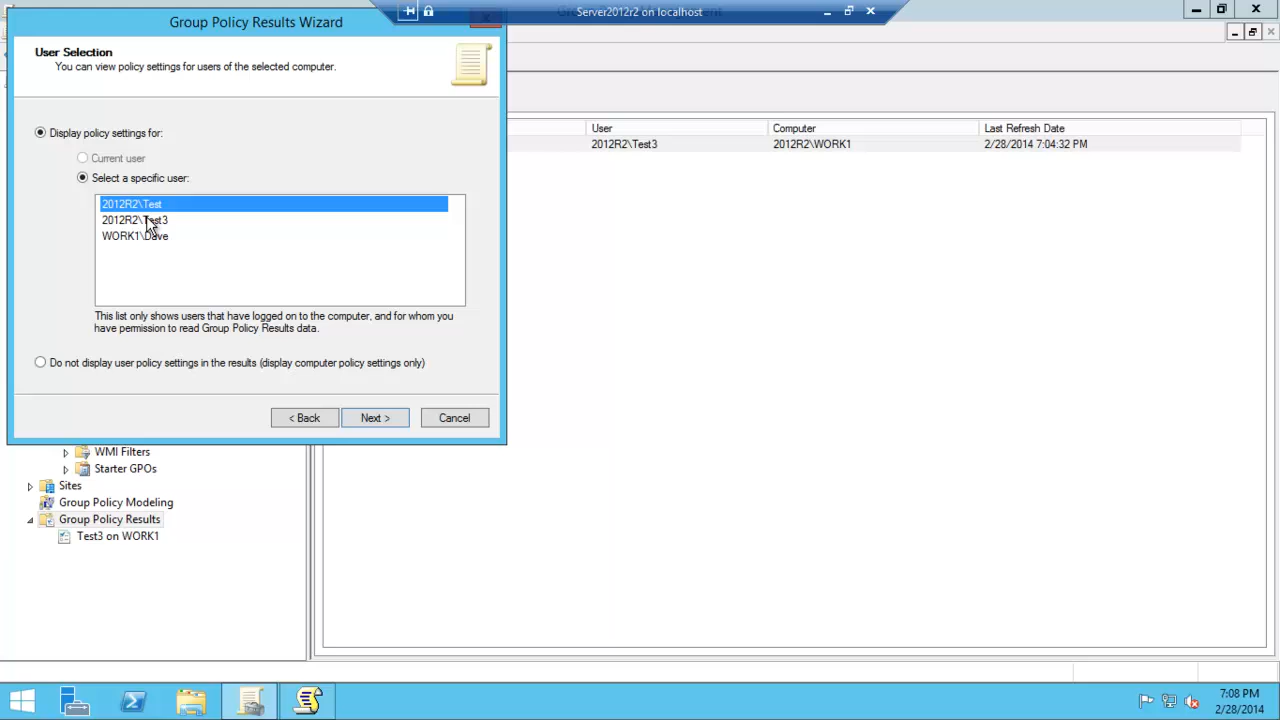 Group Policy Results Wizard
Server2012r2 on localhost
User Selection
You can view policy settings for users of the selected computer.
Display policy settings for:
Current user
Select a specific user:
2012R2\Test
2012R2\Test3
WORK1\Dave
This list only shows users that have logged on to the computer, and for whom you
have permission to read Group Policy Results data.
Do not display user policy settings in the results (display computer policy settings only)
< Back
Next >
Cancel
User
Computer
Last Refresh Date
2012R2\Test3
2012R2\WORK1
2/28/2014 7:04:32 PM
WMI Filters
Starter GPOs
Sites
Group Policy Modeling
Group Policy Results
Test3 on WORK1
7:08 PM
2/28/2014